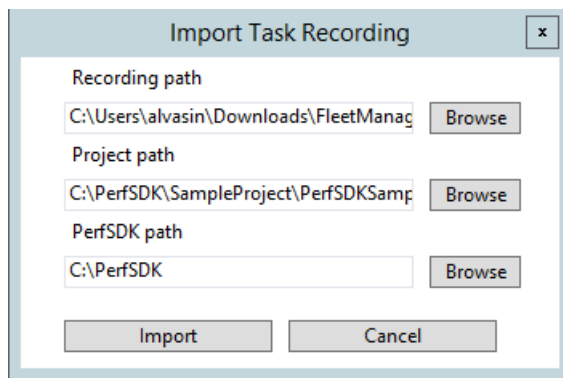 Import Task Recording
x
Recording path
C:\Users\alvasin\Downloads\FleetManag
Browse
Project path
C:\PerfSDK\SampleProject\PerfSDKSamp
Browse
PerfSDK path
C:\PerfSDK
Browse
Import
Cancel